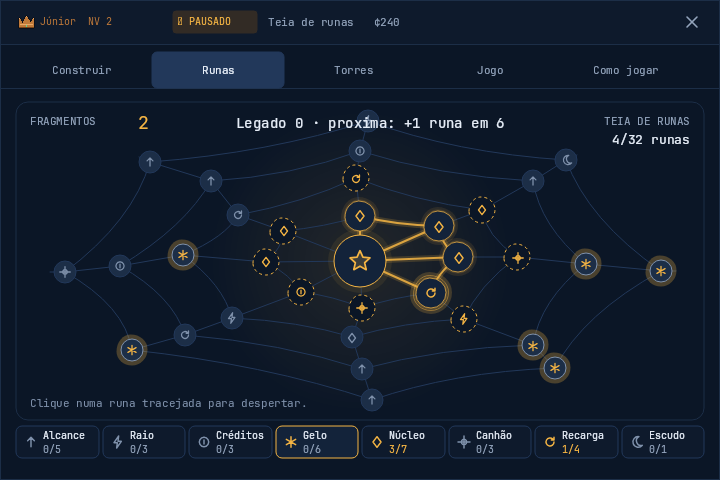 Júnior NV 2 PAUSADO Teia de runas $240
Construir Runas Torres Jogo Como jogar
FRAGMENTOS 2 Legado 0 · proxima: +1 runa em 6 TEIA DE RUNAS
4/32 runas
Clique numa runa tracejada para despertar.
Alcance Raio Créditos Gelo Núcleo Canhão Recarga Escudo
0/5 0/3 0/3 0/6 3/7 0/3 1/4 0/1